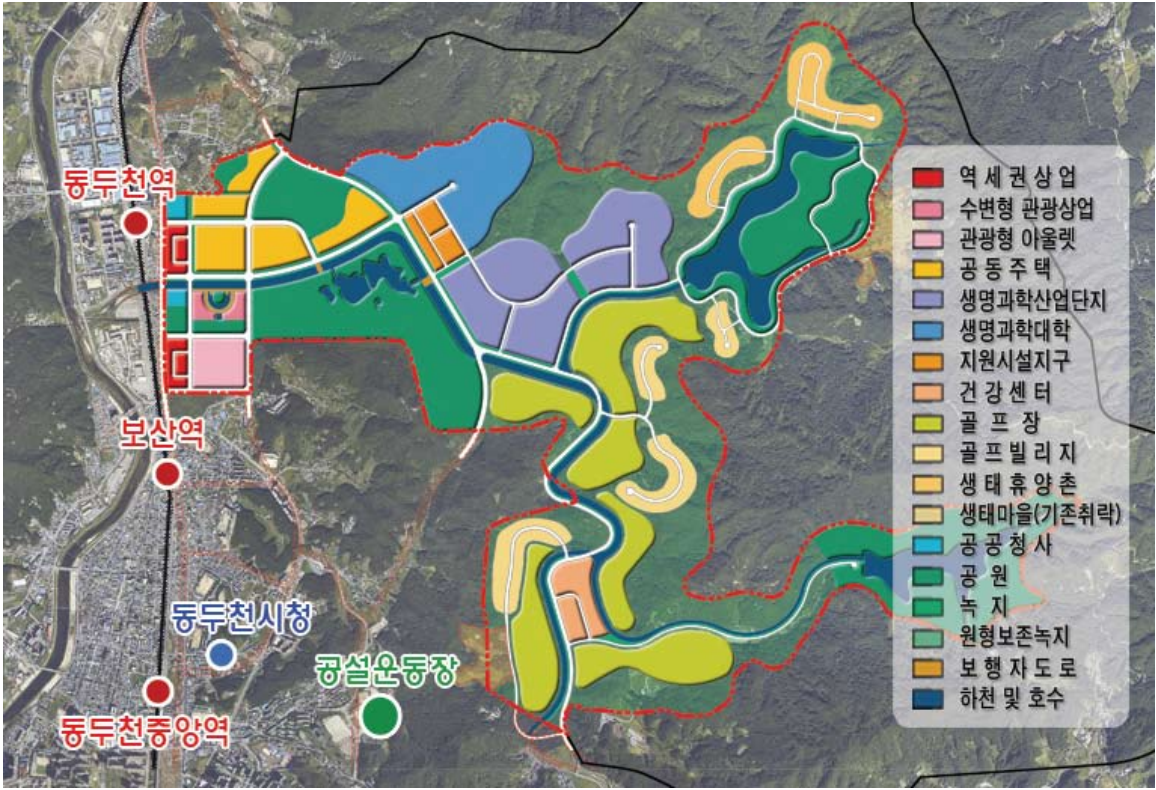 동두천역
보산역
동두천시청
공설운동장
동두천중앙역
역세권상업
수변형 관광상업
관광형 아울렛
공동주택
생명과학산업단지
생명과학대학
지원시설지구
건강센터
골프장
골프빌리지
생태휴양촌
생태마을(기존취락)
공공청사
공원
녹지
원형보존녹지
보행자도로
하천 및 호수